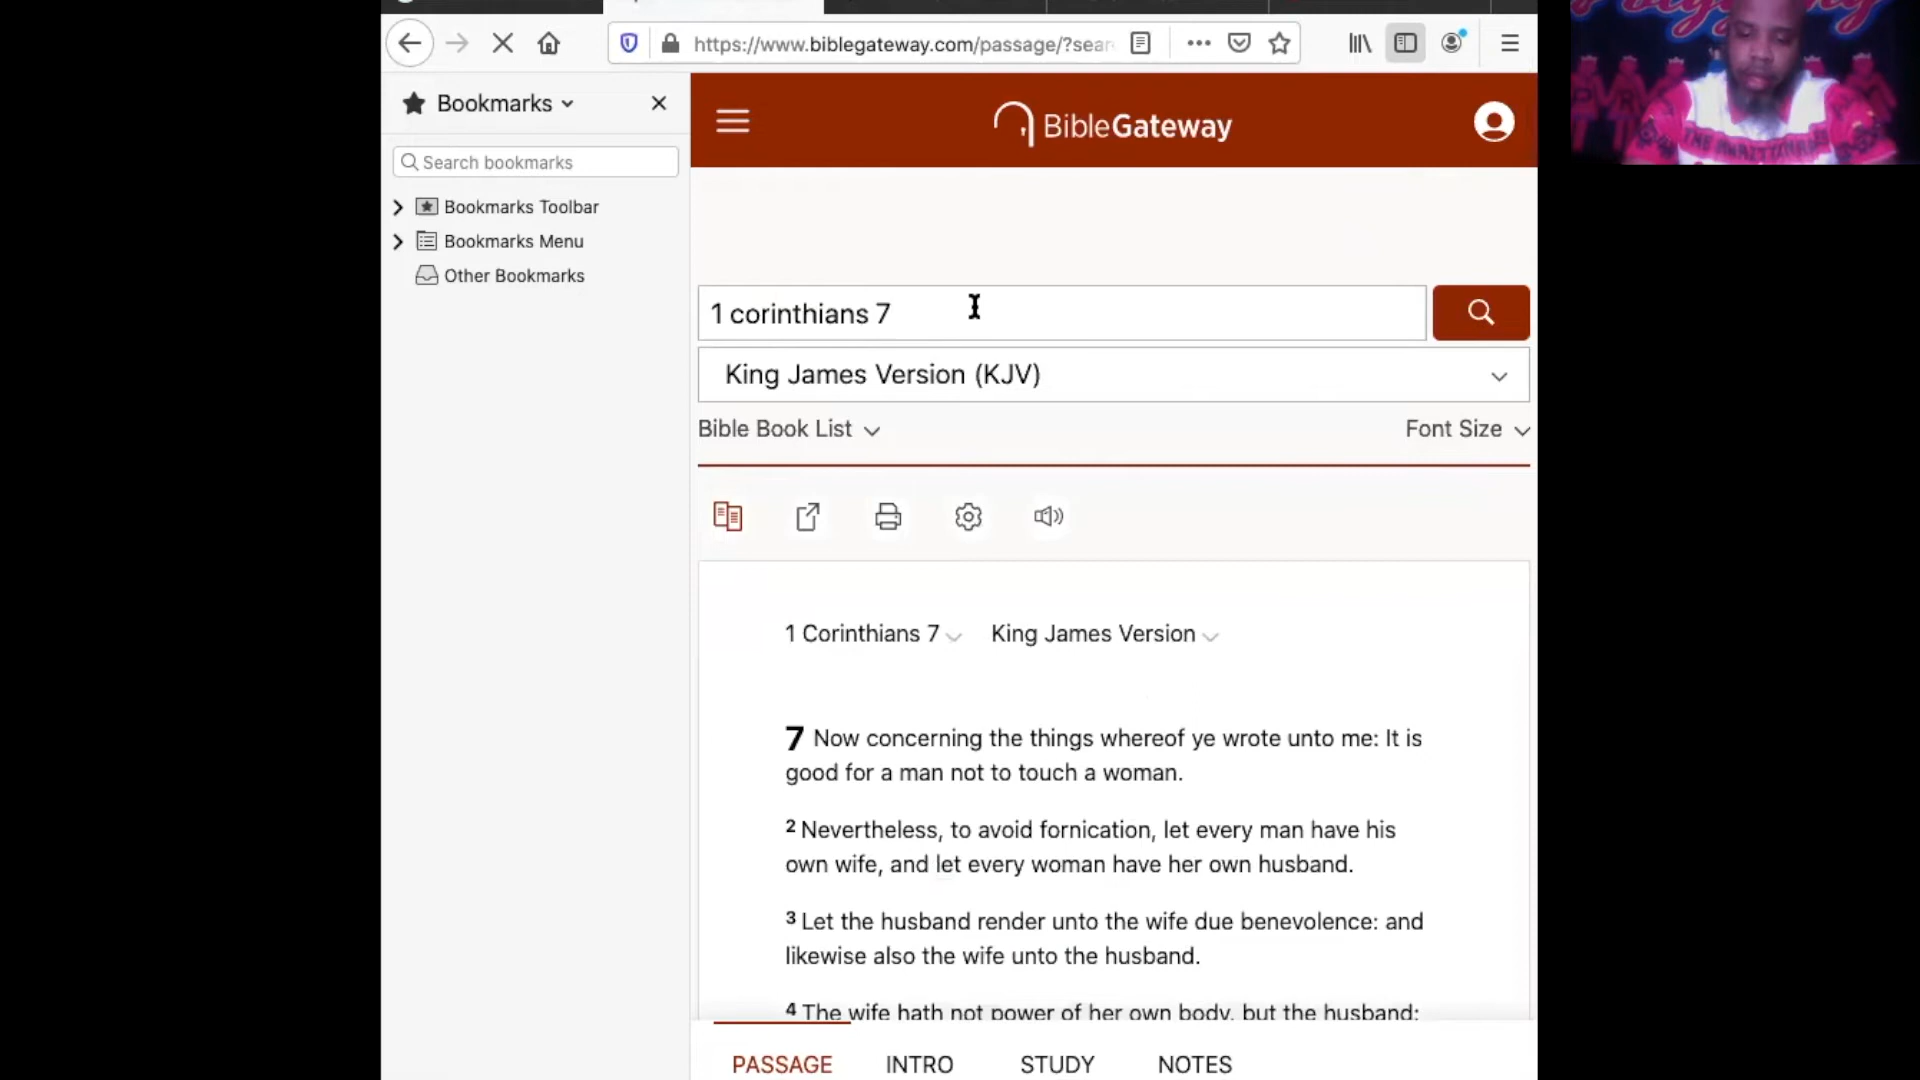 https://www.biblegateway.com/passage/?sear
Bookmarks
Search bookmarks
Bookmarks Toolbar
Bookmarks Menu
Other Bookmarks
BibleGateway
1 corinthians 7
King James Version (KJV)
Bible Book List
Font Size
1 Corinthians 7 King James Version
7 Now concerning the things whereof ye wrote unto me: It is
good for a man not to touch a woman.
2 Nevertheless, to avoid fornication, let every man have his
own wife, and let every woman have her own husband.
3 Let the husband render unto the wife due benevolence: and
likewise also the wife unto the husband.
4 The wife hath not power of her own body, but the husband:
PASSAGE INTRO STUDY NOTES